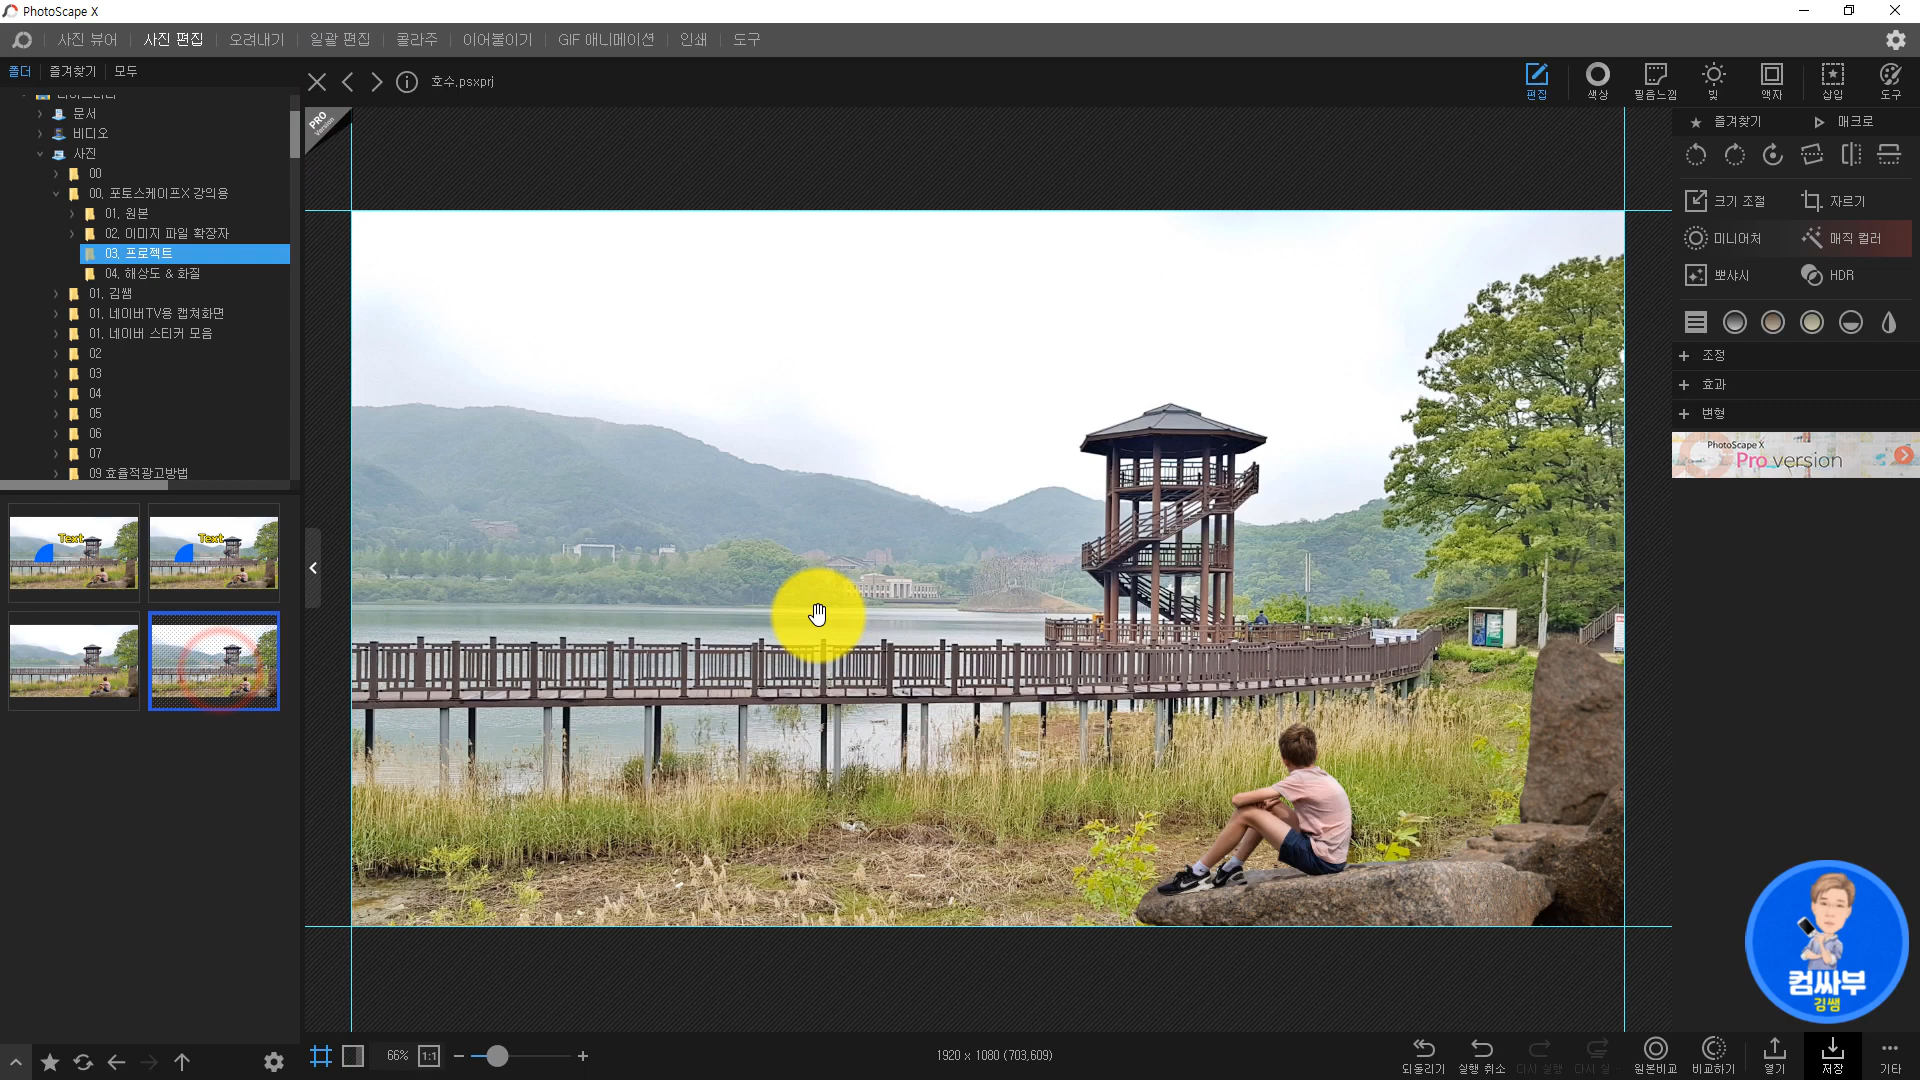 PhotoScape X
사진 뷰어 사진 편집 오려내기 일괄 편집 콜라주 이어붙이기 GIF 애니메이션 인쇄 도구
폴더 즐겨찾기 모두
호수.psxprj
편집 색상 필름느낌 빛 액자 삽입 도구
PRO
Version
문서
비디오
사진
00
00. 포토스케이프X 강의용
01. 원본
02. 이미지 파일 확장자
03. 프로젝트
04. 해상도 & 화질
01. 김쌤
01. 네이버TV용 캡쳐화면
01. 네이버 스티커 모음
02
03
04
05
06
07
09 효율적광고방법
Text
Text
즐겨찾기 매크로
크기 조절 자르기
미니어처 매직 컬러
뽀샤시 HDR
조정
효과
변형
PhotoScape X
Pro version
컴싸부
김쌤
66% 1:1
1920 x 1080 (703,609)
되돌리기 실행 취소 다시 실행 다시 실... 원본비교 비교하기 열기 저장 기타